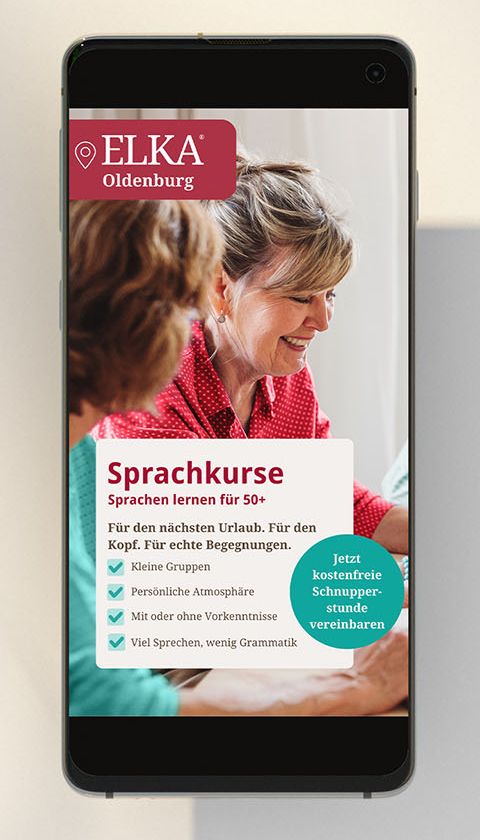 ELKA®
Oldenburg
Sprachkurse
Sprachen lernen für 50+
Für den nächsten Urlaub. Für den
Kopf. Für echte Begegnungen.
Kleine Gruppen
Persönliche Atmosphäre
Mit oder ohne Vorkenntnisse
Viel Sprechen, wenig Grammatik
Jetzt
kostenfreie
Schnupper-
stunde
vereinbaren